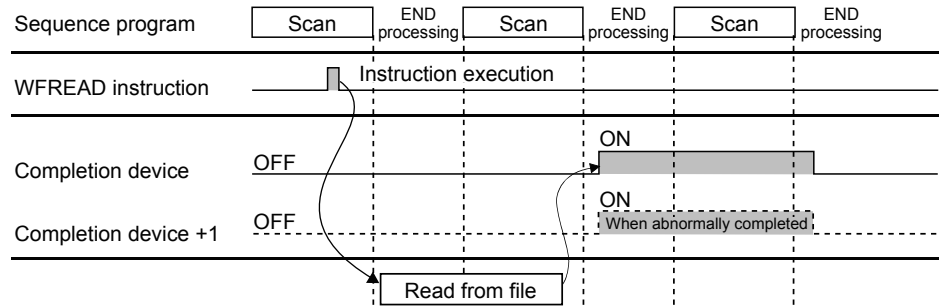 Sequence program
Scan
END
processing
Scan
END
processing
Scan
END
processing
WFREAD instruction
Instruction execution
Completion device
OFF
ON
Completion device +1
OFF
ON
When abnormally completed
Read from file